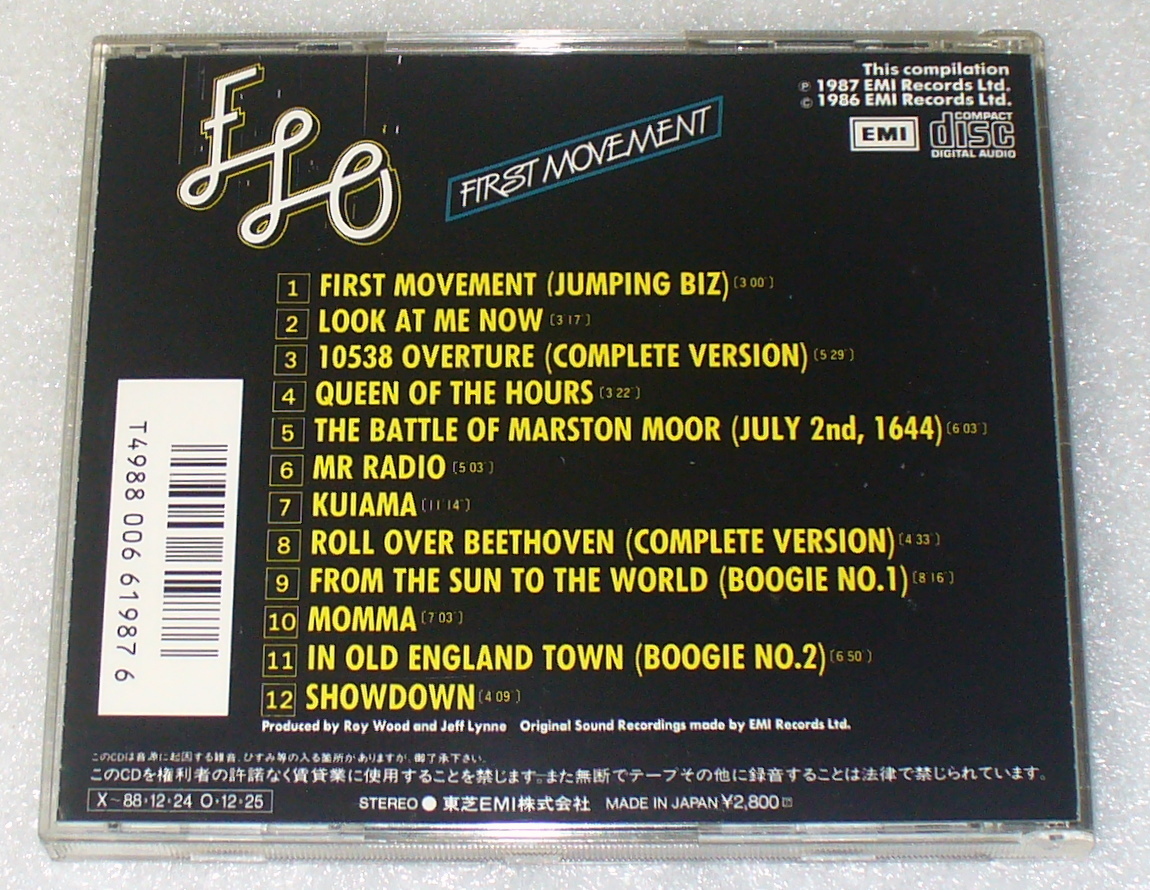 ELO
FIRST MOVEMENT
This compilation
℗ 1987 EMI Records Ltd.
© 1986 EMI Records Ltd.
EMI
COMPACT
disc
DIGITAL AUDIO
1 FIRST MOVEMENT (JUMPING BIZ) [3´00˝]
2 LOOK AT ME NOW [3´17˝]
3 10538 OVERTURE (COMPLETE VERSION) [5´29˝]
4 QUEEN OF THE HOURS [3´22˝]
5 THE BATTLE OF MARSTON MOOR (JULY 2nd, 1644) [6´03˝]
6 MR RADIO [5´03˝]
7 KUIAMA [11´14˝]
8 ROLL OVER BEETHOVEN (COMPLETE VERSION) [4´33˝]
9 FROM THE SUN TO THE WORLD (BOOGIE NO.1) [8´16˝]
10 MOMMA [7´03˝]
11 IN OLD ENGLAND TOWN (BOOGIE NO.2) [6´50˝]
12 SHOWDOWN [4´09˝]
Produced by Roy Wood and Jeff Lynne Original Sound Recordings made by EMI Records Ltd.
T4988 006 61987 6
このCDは音源に起因する雑音、ひずみ等の入る箇所がありますが、御了承下さい。
このCDを権利者の許諾なく賃貸業に使用することを禁じます。また無断でテープその他に録音することは法律で禁じられています。
X~88・12・24 O・12・25
STEREO ● 東芝EMI株式会社 MADE IN JAPAN ¥2,800